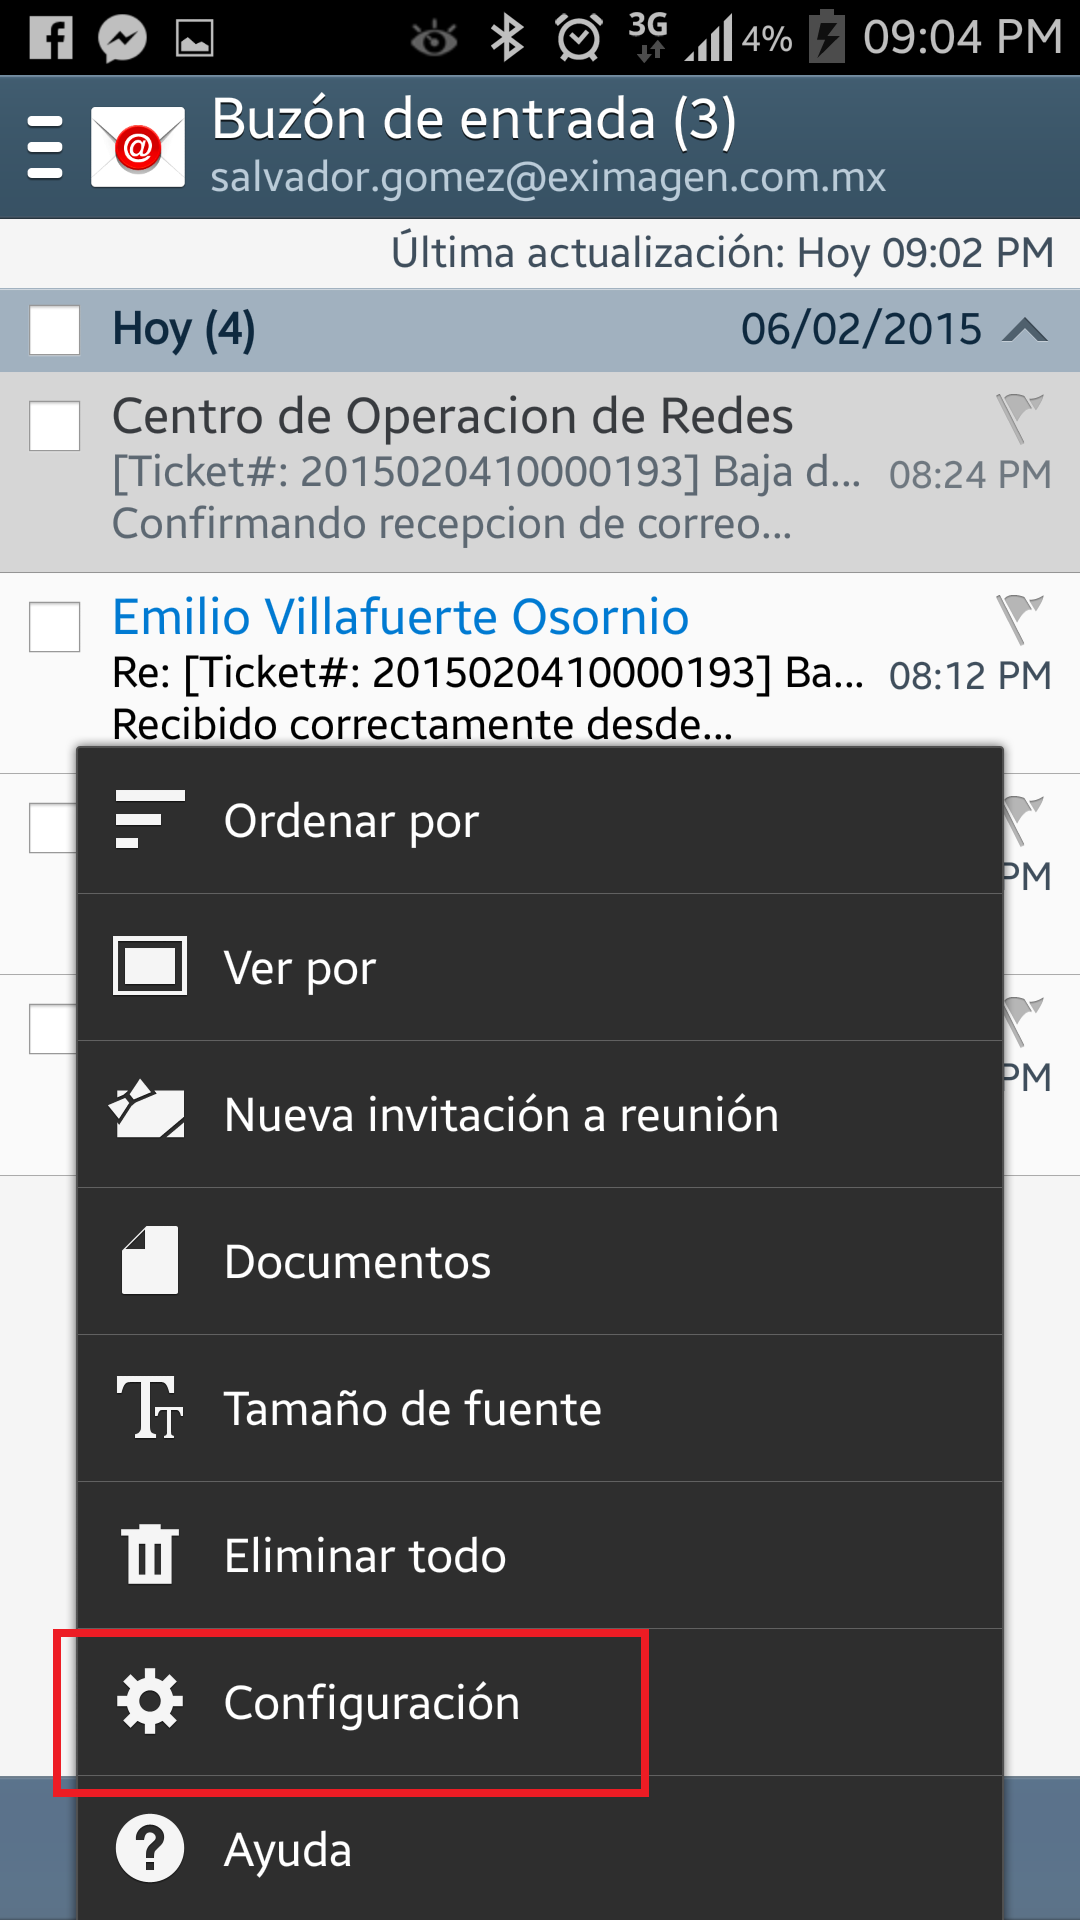 3G 4% 09:04 PM
Buzón de entrada (3)
salvador.gomez@eximagen.com.mx
Última actualización: Hoy 09:02 PM
Hoy (4) 06/02/2015
Centro de Operacion de Redes
[Ticket#: 2015020410000193] Baja d... 08:24 PM
Confirmando recepcion de correo...
Emilio Villafuerte Osornio
Re: [Ticket#: 2015020410000193] Ba... 08:12 PM
Recibido correctamente desde...
Ordenar por
PM
Ver por
Nueva invitación a reunión
PM
Documentos
Tamaño de fuente
Eliminar todo
Configuración
Ayuda